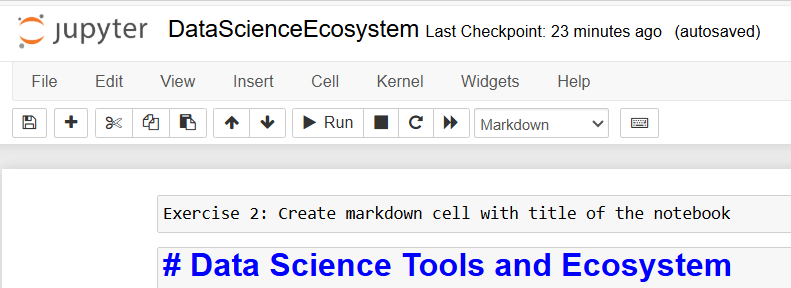 jupyter DataScienceEcosystem Last Checkpoint: 23 minutes ago (autosaved)
File Edit View Insert Cell Kernel Widgets Help
Run Markdown
Exercise 2: Create markdown cell with title of the notebook
# Data Science Tools and Ecosystem